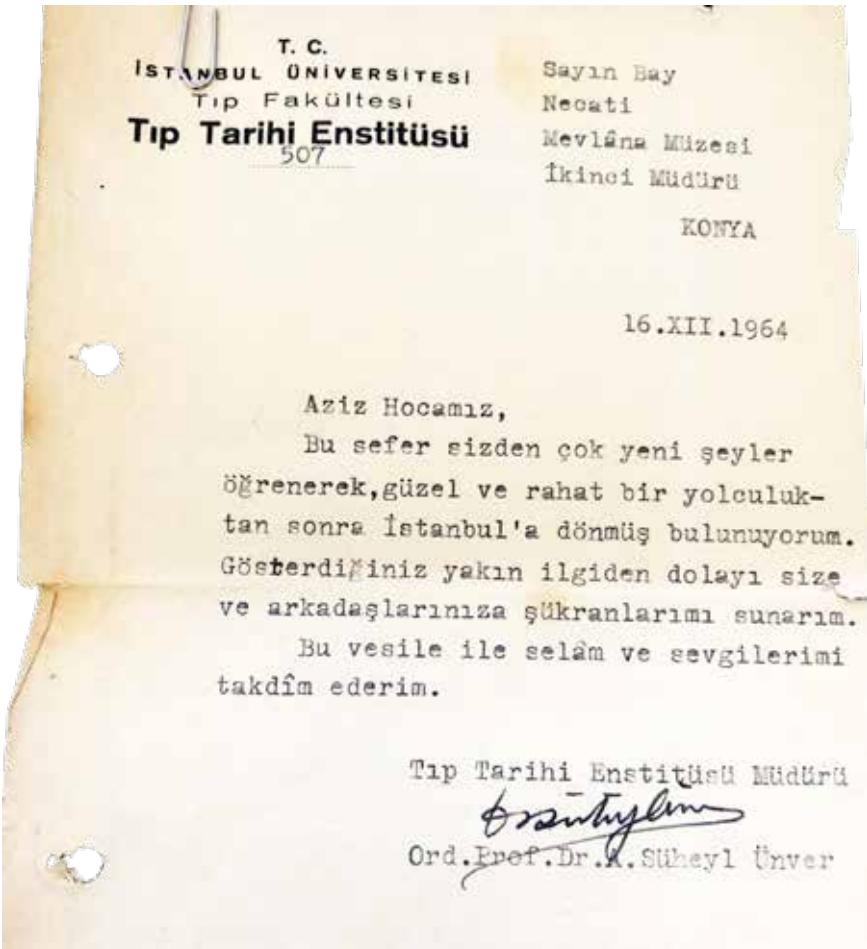 T. C.
İSTANBUL ÜNİVERSİTESİ
Tıp Fakültesi
Tıp Tarihi Enstitüsü
507
Sayın Bay
Necati
Mevlâna Müzesi
İkinci Müdürü
KONYA
16.XII.1964
Aziz Hocamız,
Bu sefer sizden çok yeni şeyler
öğrenerek,güzel ve rahat bir yolculuk-
tan sonra İstanbul'a dönmüş bulunuyorum.
Gösterdiğiniz yakın ilgiden dolayı size
ve arkadaşlarınıza şükranlarımı sunarım.
Bu vesile ile selâm ve sevgilerimi
takdîm ederim.
Tıp Tarihi Enstitüsü Müdürü
Ord.Prof.Dr.A.Süheyl Ünver